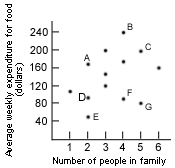 Average weekly expenditure for food
(dollars)
240
200
160
120
80
40
B
A
C
D
G
G
E
1 2 3 4 5 6
Number of people in family